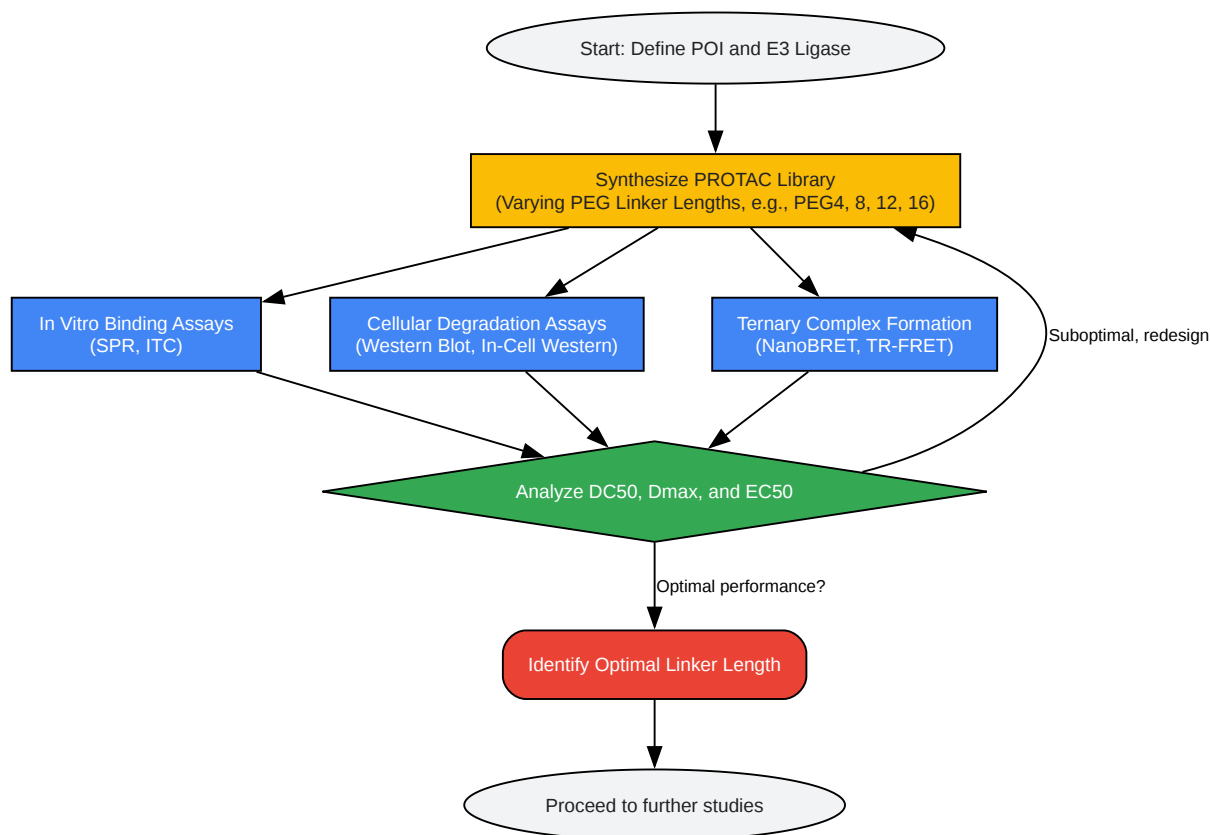 Start: Define POI and E3 Ligase
Synthesize PROTAC Library
(Varying PEG Linker Lengths, e.g., PEG4, 8, 12, 16)
In Vitro Binding Assays
(SPR, ITC)
Cellular Degradation Assays
(Western Blot, In-Cell Western)
Ternary Complex Formation
(NanoBRET, TR-FRET)
Suboptimal, redesign
Analyze DC50, Dmax, and EC50
Optimal performance?
Identify Optimal Linker Length
Proceed to further studies